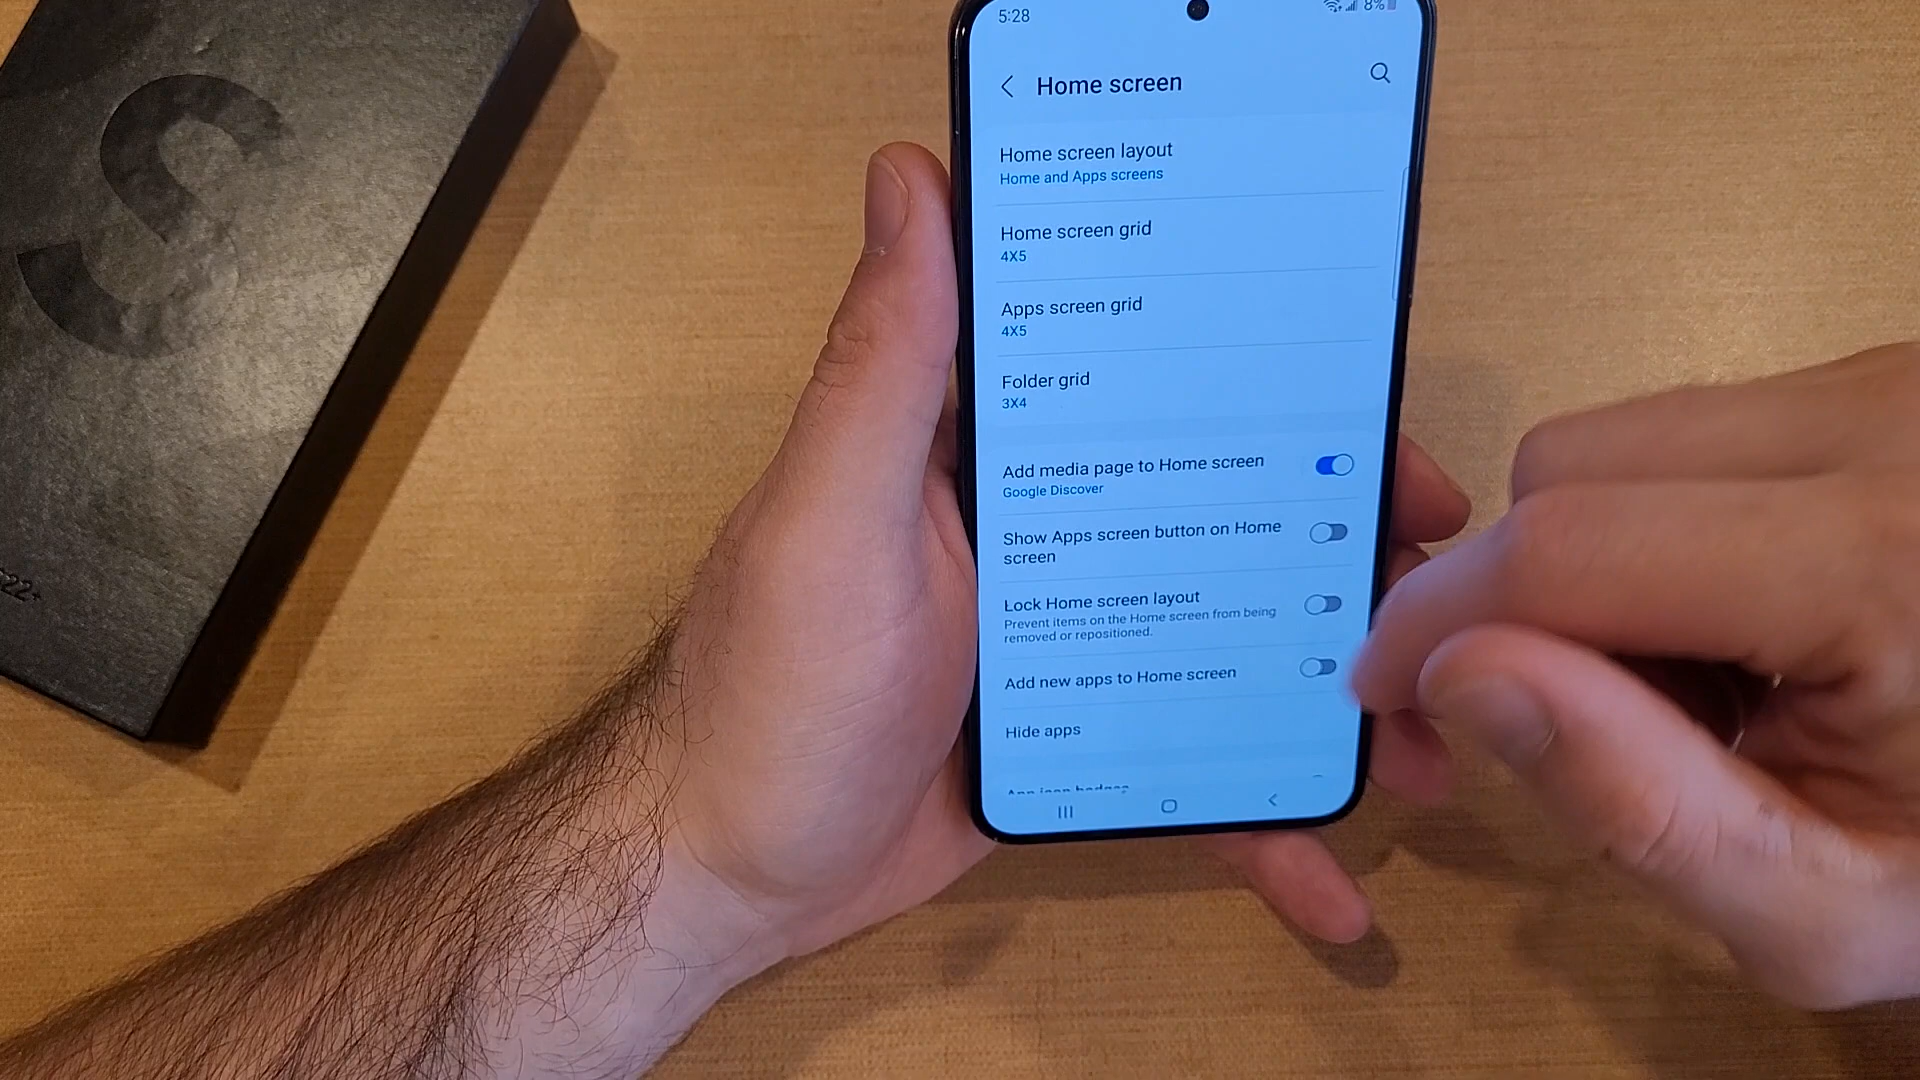 5:28
8%
Home screen
Home screen layout
Home and Apps screens
Home screen grid
4X5
Apps screen grid
4X5
Folder grid
3X4
Add media page to Home screen
Google Discover
Show Apps screen button on Home
screen
Lock Home screen layout
Prevent items on the Home screen from being
removed or repositioned.
Add new apps to Home screen
Hide apps
S